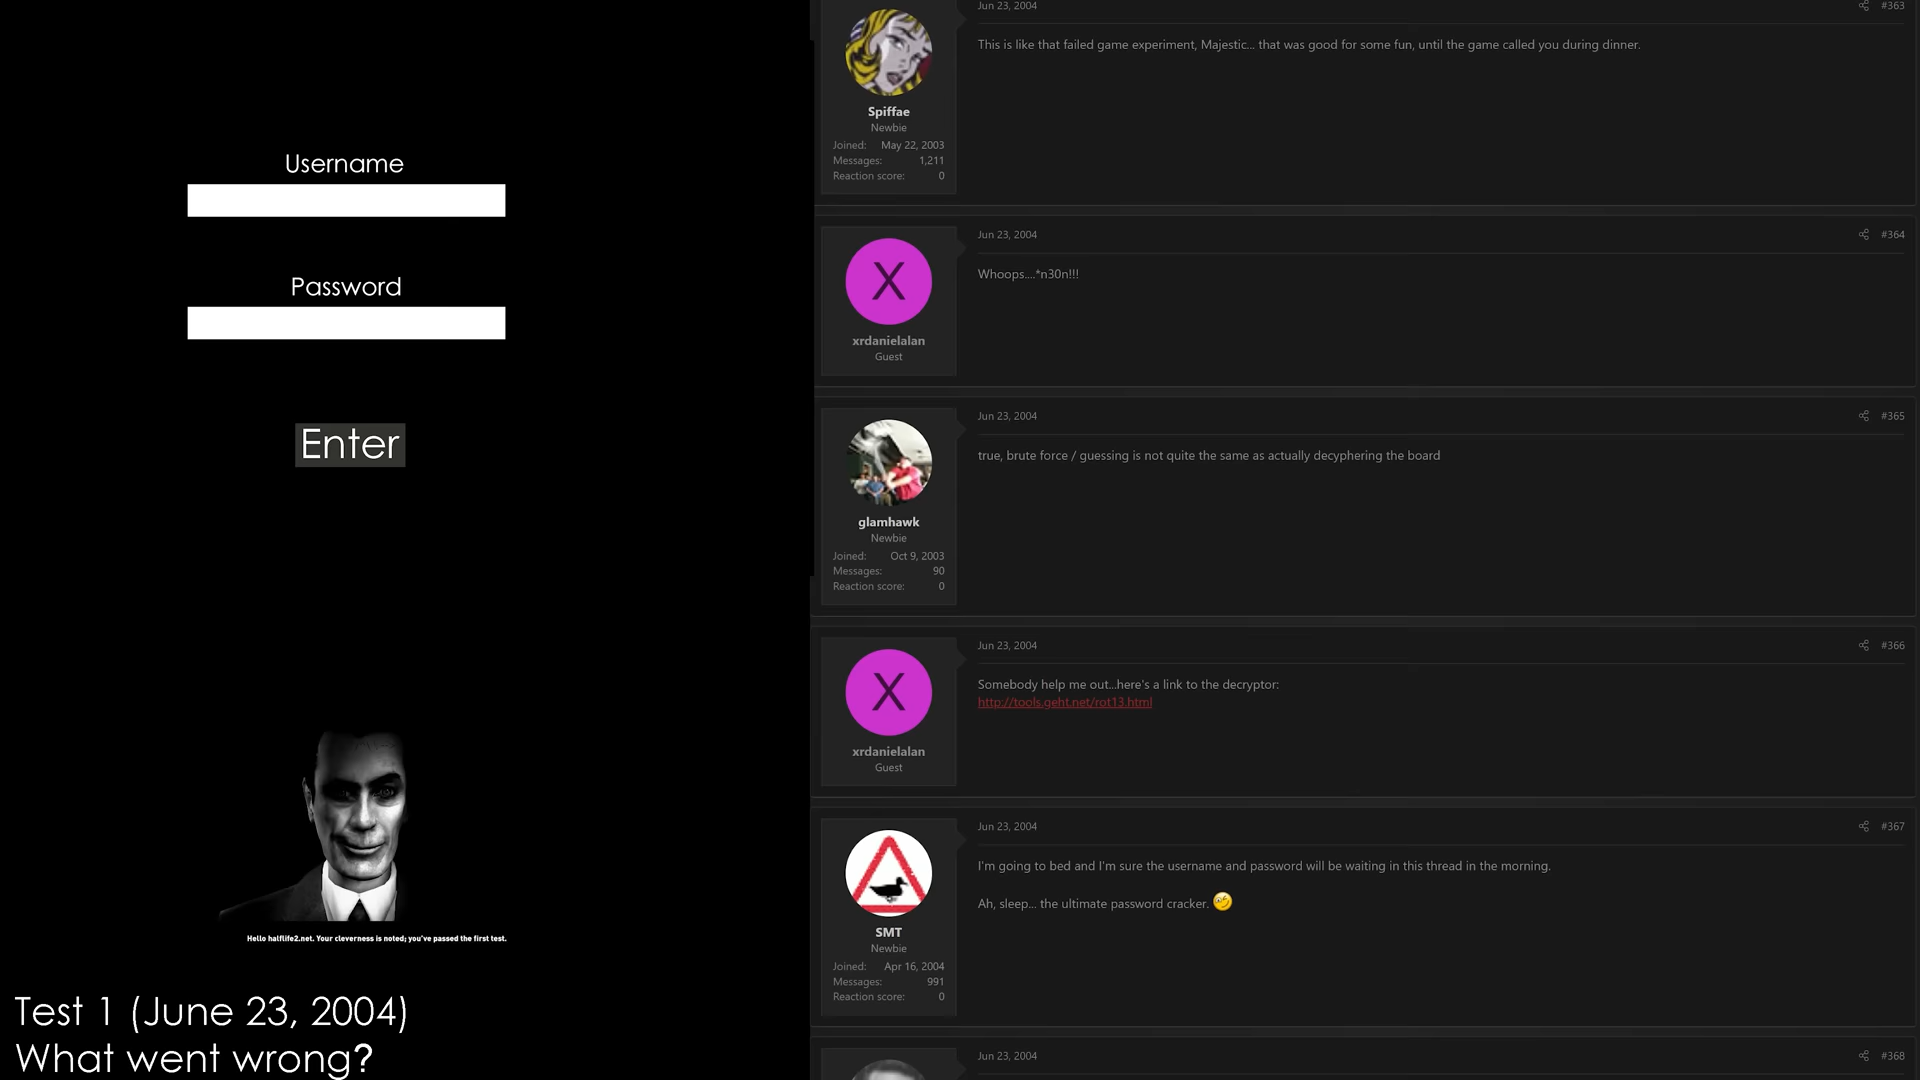 Username
Password
Enter
Hello halflife2.net. Your cleverness is noted; you've passed the first test.
Test 1 (June 23, 2004)
What went wrong?
Jun 23, 2004
#363
This is like that failed game experiment, Majestic... that was good for some fun, until the game called you during dinner.
Spiffae
Newbie
Joined: May 22, 2003
Messages: 1,211
Reaction score: 0
Jun 23, 2004
#364
Whoops....*n30n!!!
X
xrdanielalan
Guest
Jun 23, 2004
#365
true, brute force / guessing is not quite the same as actually decyphering the board
glamhawk
Newbie
Joined: Oct 9, 2003
Messages: 90
Reaction score: 0
Jun 23, 2004
#366
Somebody help me out...here's a link to the decryptor:
http://tools.geht.net/rot13.html
X
xrdanielalan
Guest
Jun 23, 2004
#367
I'm going to bed and I'm sure the username and password will be waiting in this thread in the morning.
Ah, sleep... the ultimate password cracker.
SMT
Newbie
Joined: Apr 16, 2004
Messages: 991
Reaction score: 0
Jun 23, 2004
#368